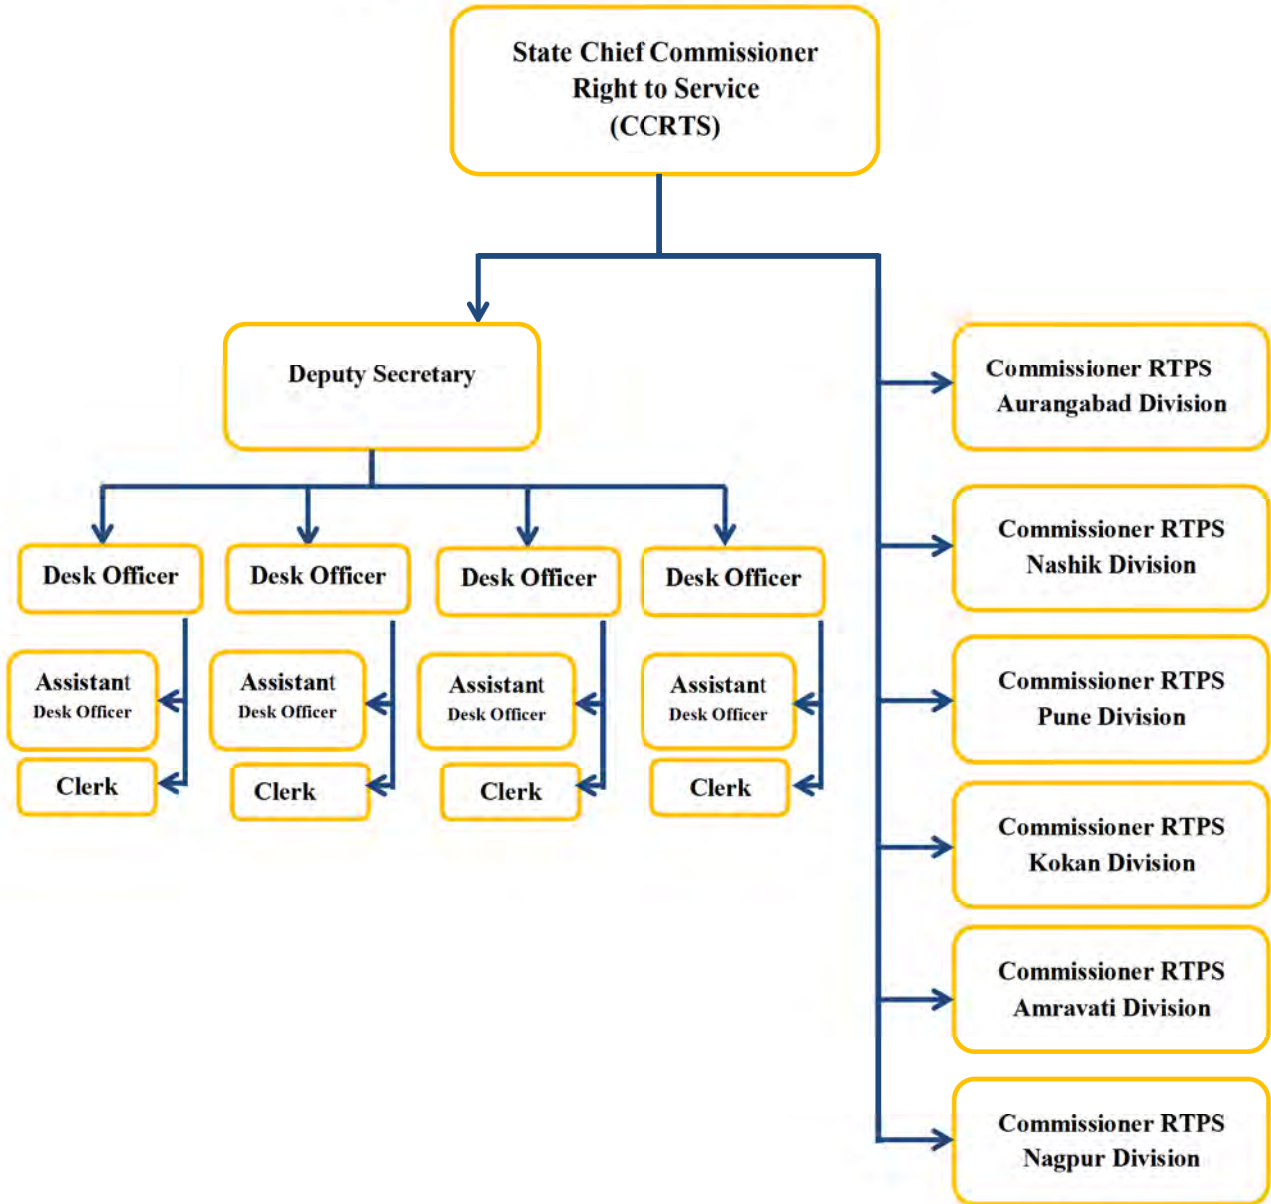 State Chief Commissioner
Right to Service
(CCRTS)
Deputy Secretary
Desk Officer
Desk Officer
Desk Officer
Desk Officer
Assistant
Desk Officer
Assistant
Desk Officer
Assistant
Desk Officer
Assistant
Desk Officer
Clerk
Clerk
Clerk
Clerk
Commissioner RTPS
Aurangabad Division
Commissioner RTPS
Nashik Division
Commissioner RTPS
Pune Division
Commissioner RTPS
Kokan Division
Commissioner RTPS
Amravati Division
Commissioner RTPS
Nagpur Division